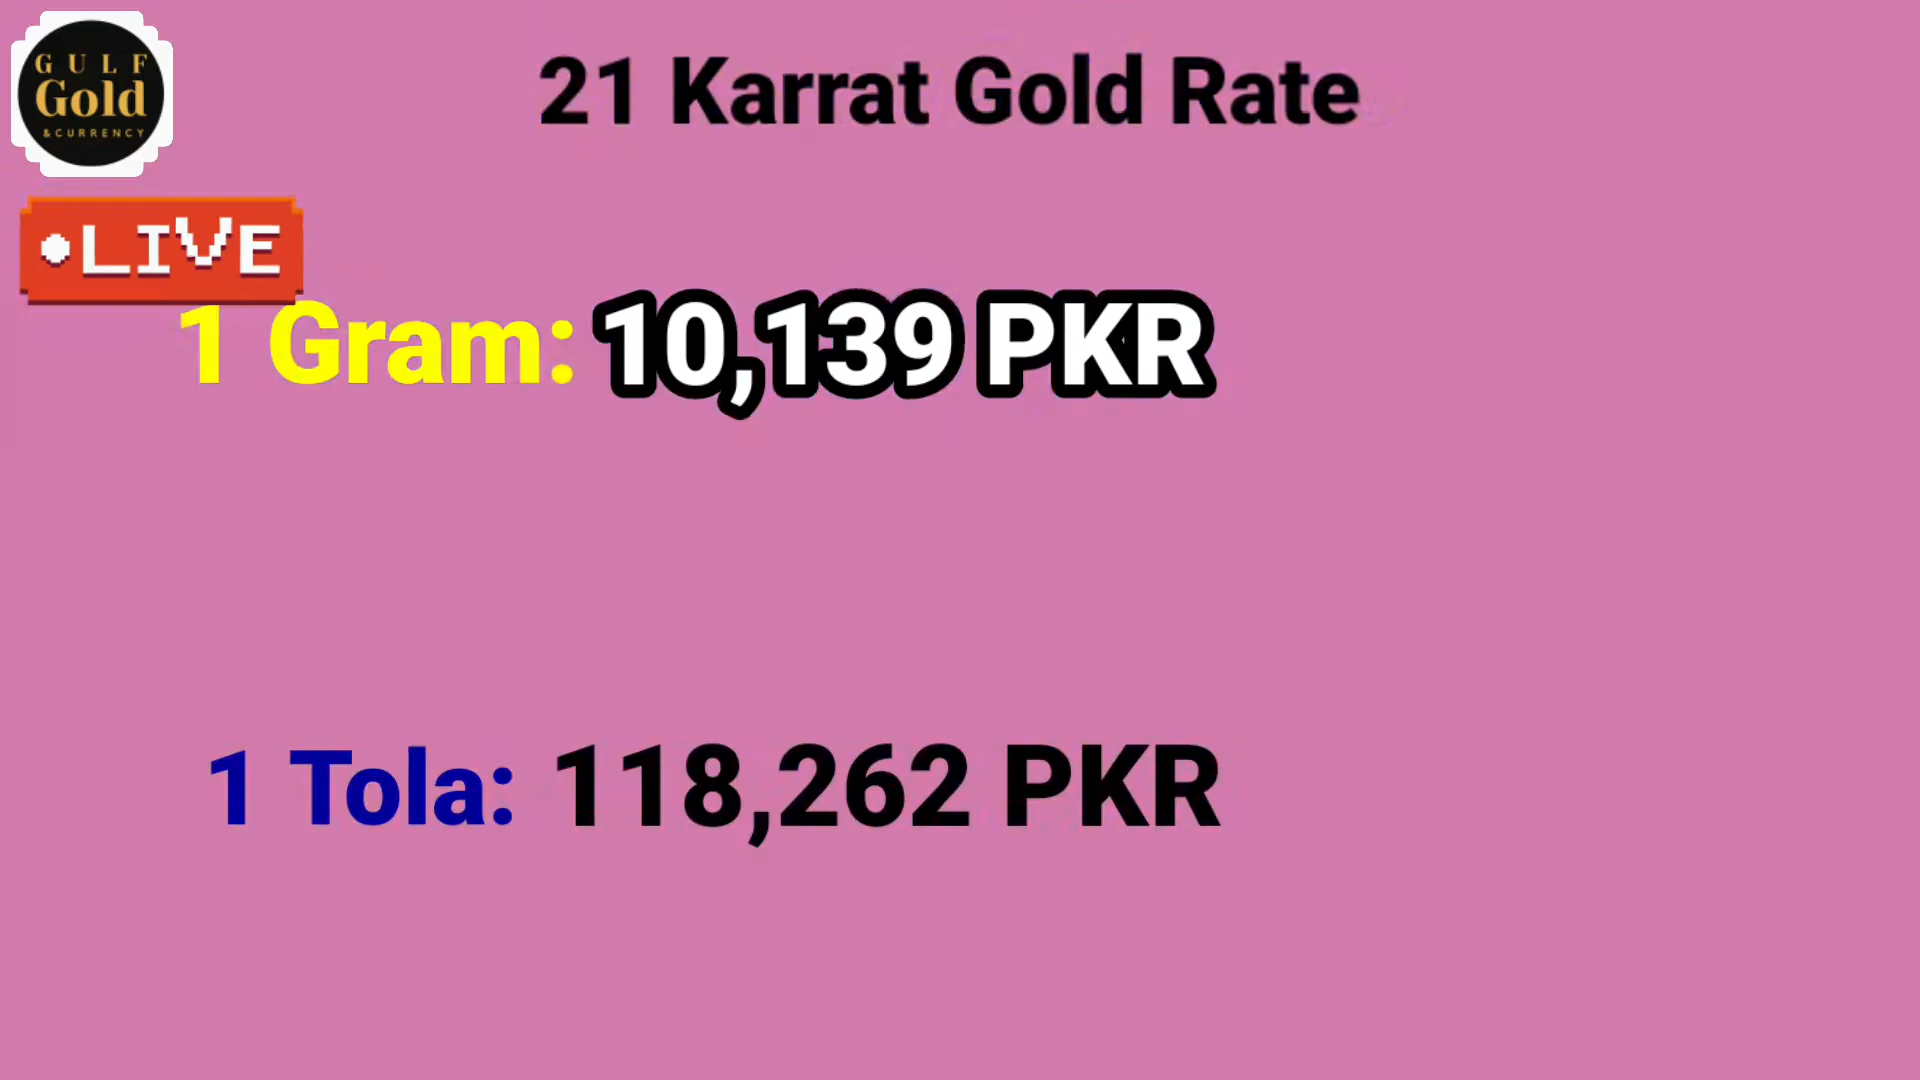 GULF
Gold
&CURRENCY
21 Karrat Gold Rate
LIVE
1 Gram: 10,139 PKR
1 Tola: 118,262 PKR